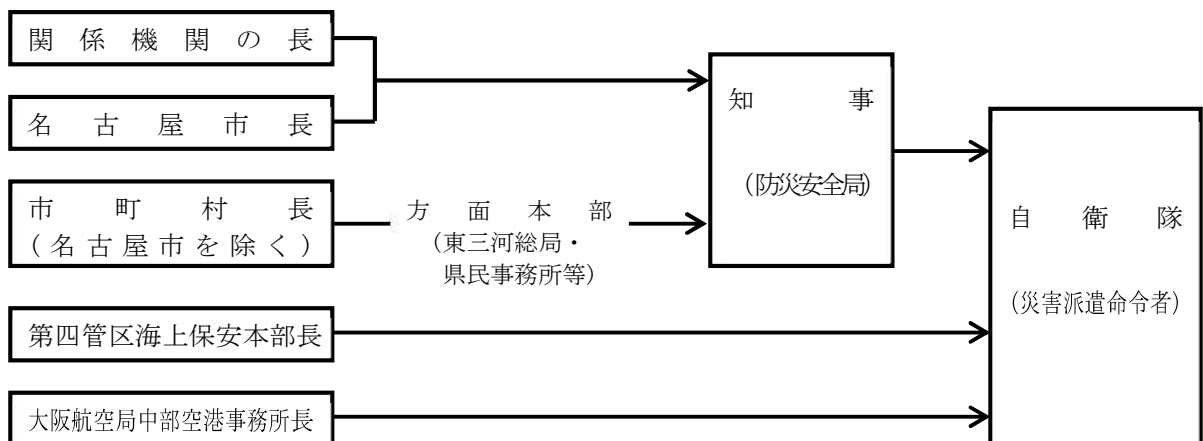 関係機関の長
名古屋市長
知事
(防災安全局)
市町村長
(名古屋市を除く)
方面本部
(東三河総局・
県民事務所等)
自衛隊
(災害派遣命令者)
第四管区海上保安本部長
大阪航空局中部空港事務所長